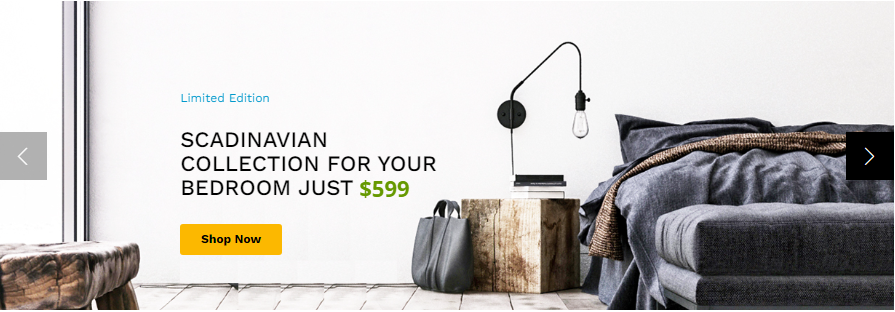 Limited Edition
SCADINAVIAN
COLLECTION FOR YOUR
BEDROOM JUST $599
Shop Now